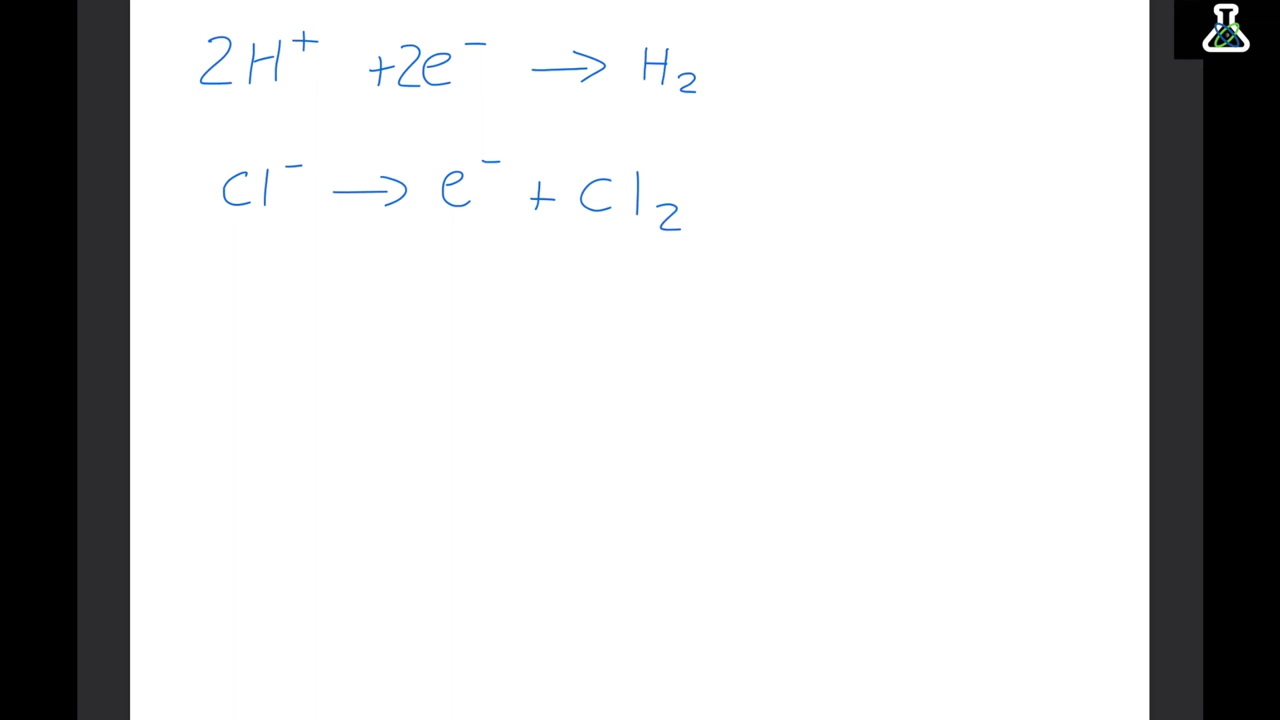 2H⁺ +2e⁻ → H₂
Cl⁻ → e⁻ + Cl₂